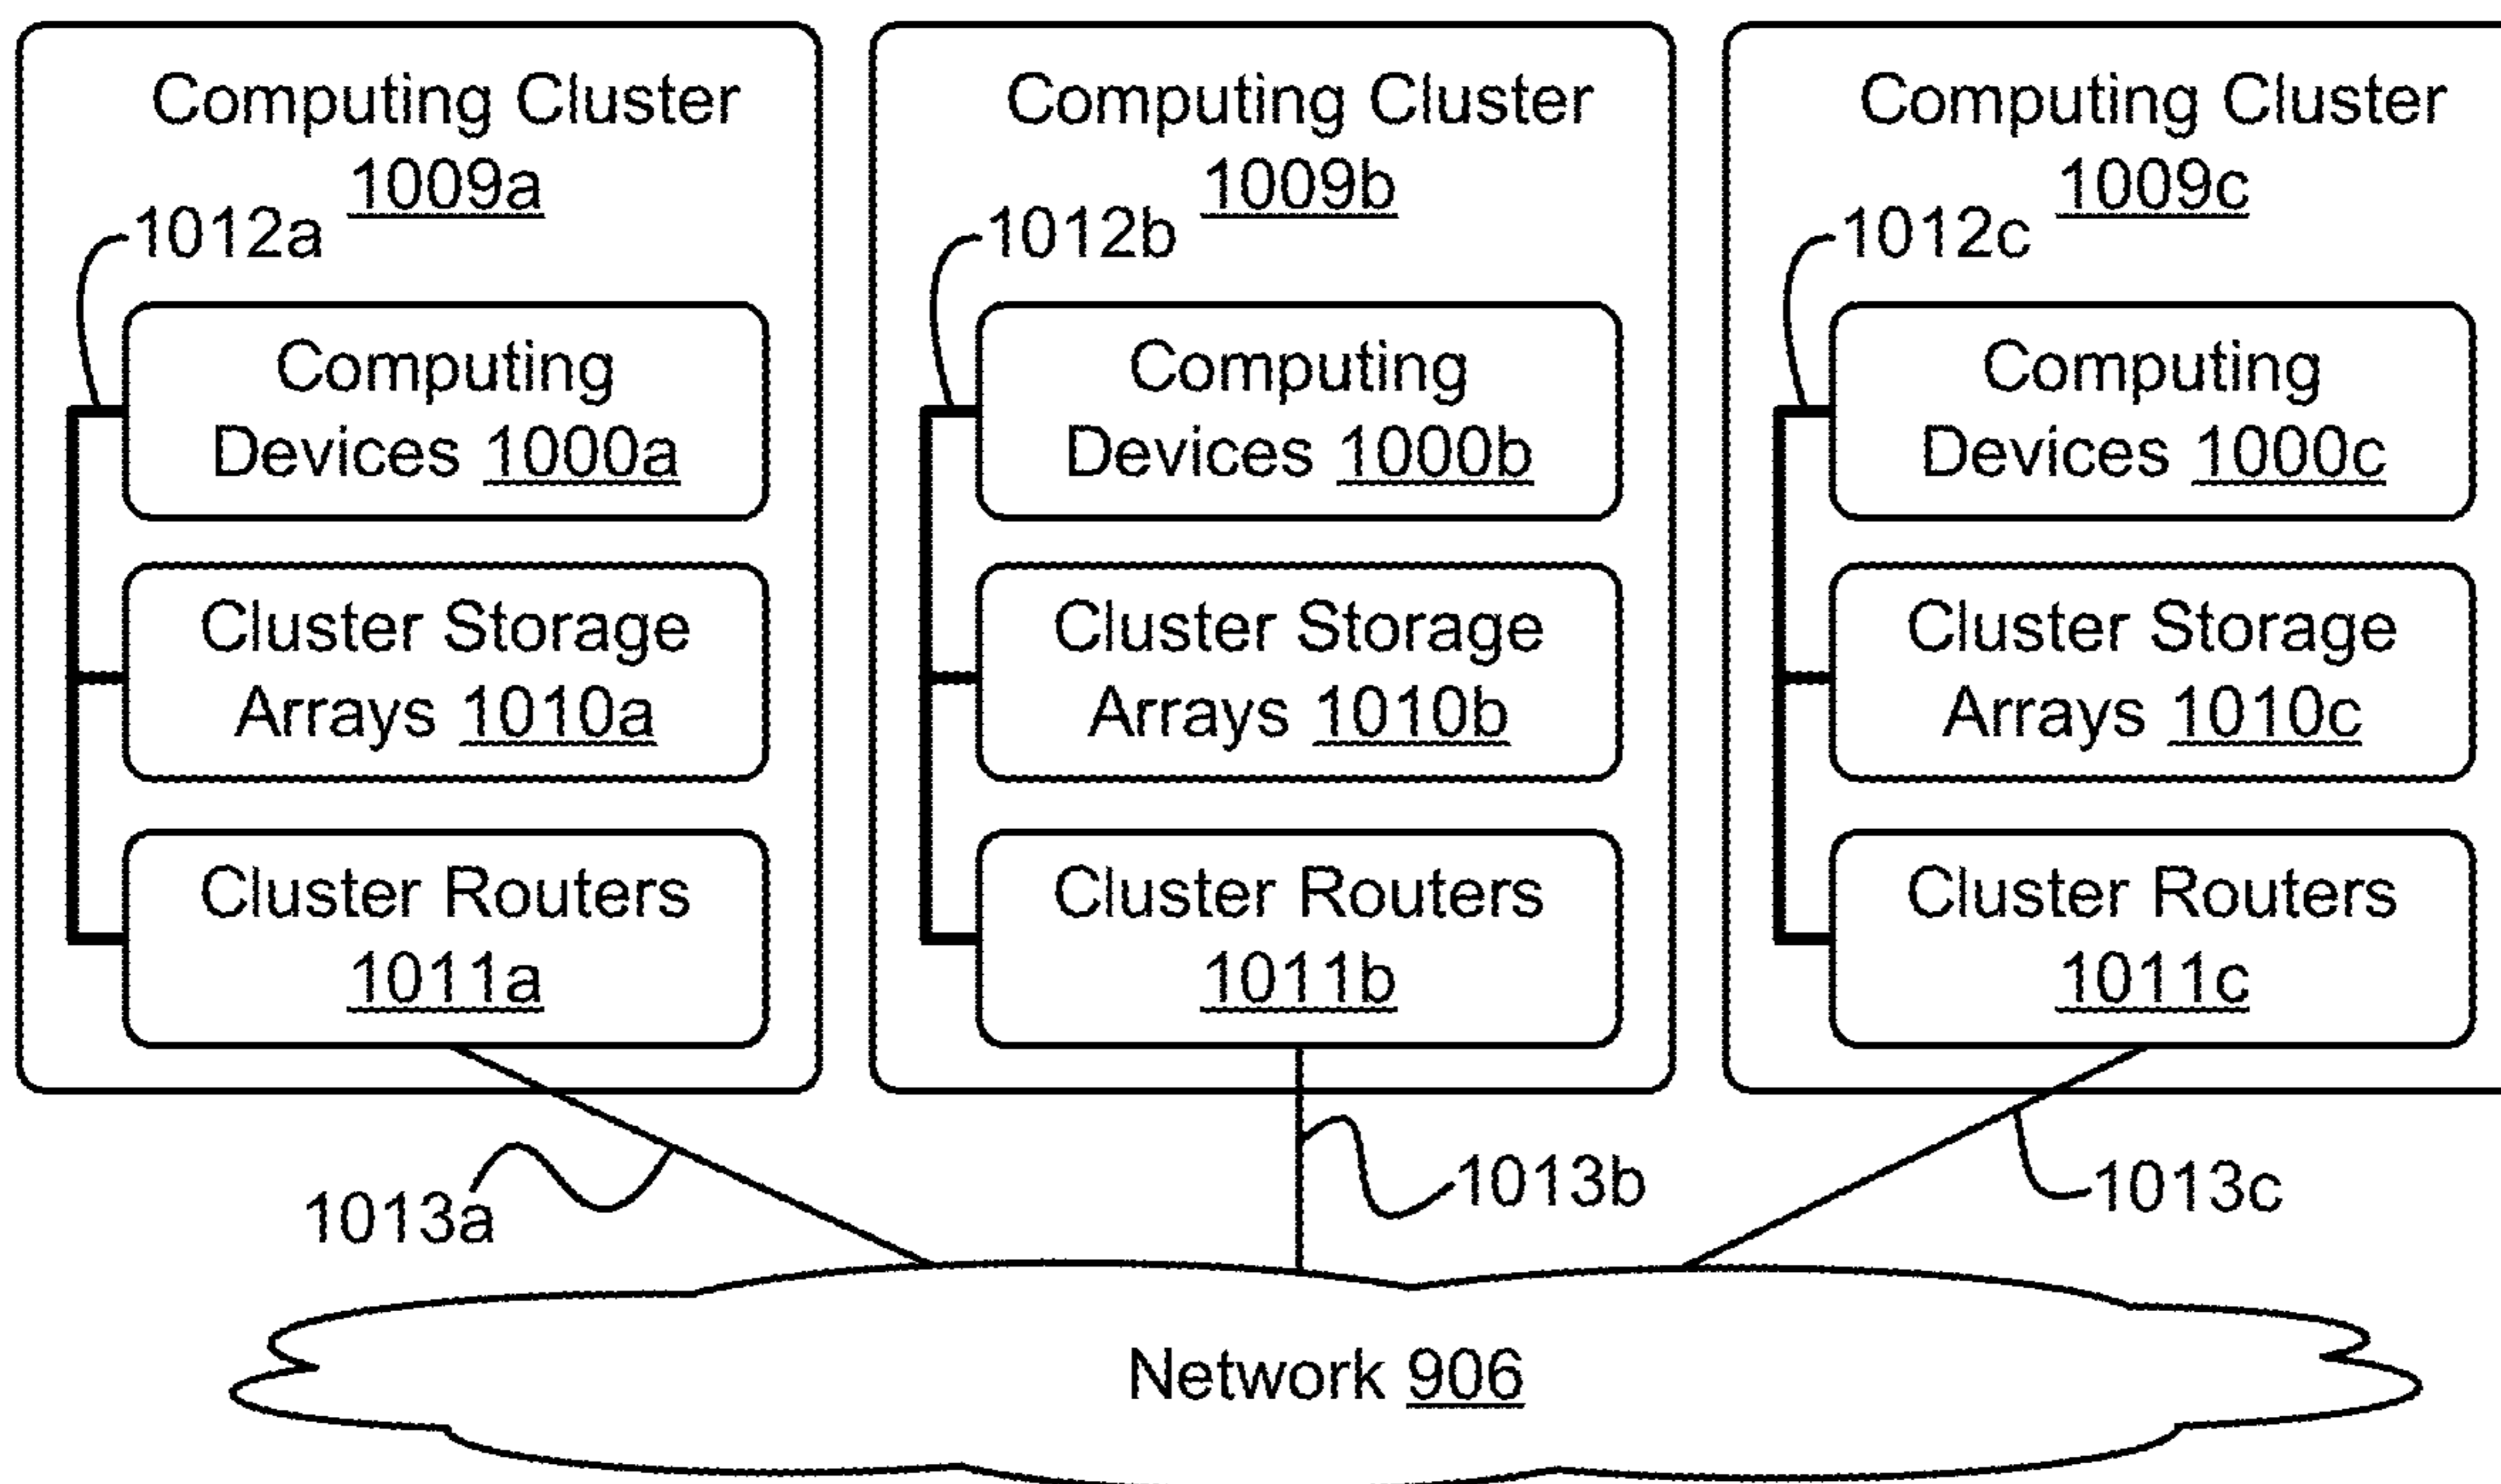 Computing Cluster
1009a
1012a
Computing
Devices 1000a
Cluster Storage
Arrays 1010a
Cluster Routers
1011a
Computing Cluster
1009b
1012b
Computing
Devices 1000b
Cluster Storage
Arrays 1010b
Cluster Routers
1011b
Computing Cluster
1009c
1012c
Computing
Devices 1000c
Cluster Storage
Arrays 1010c
Cluster Routers
1011c
1013a
1013b
1013c
Network 906